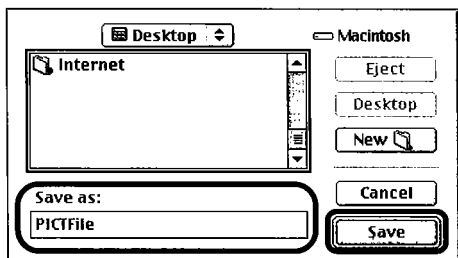 Desktop
Macintosh
Internet
Eject
Desktop
New
Save as:
Cancel
PICTFile
Save